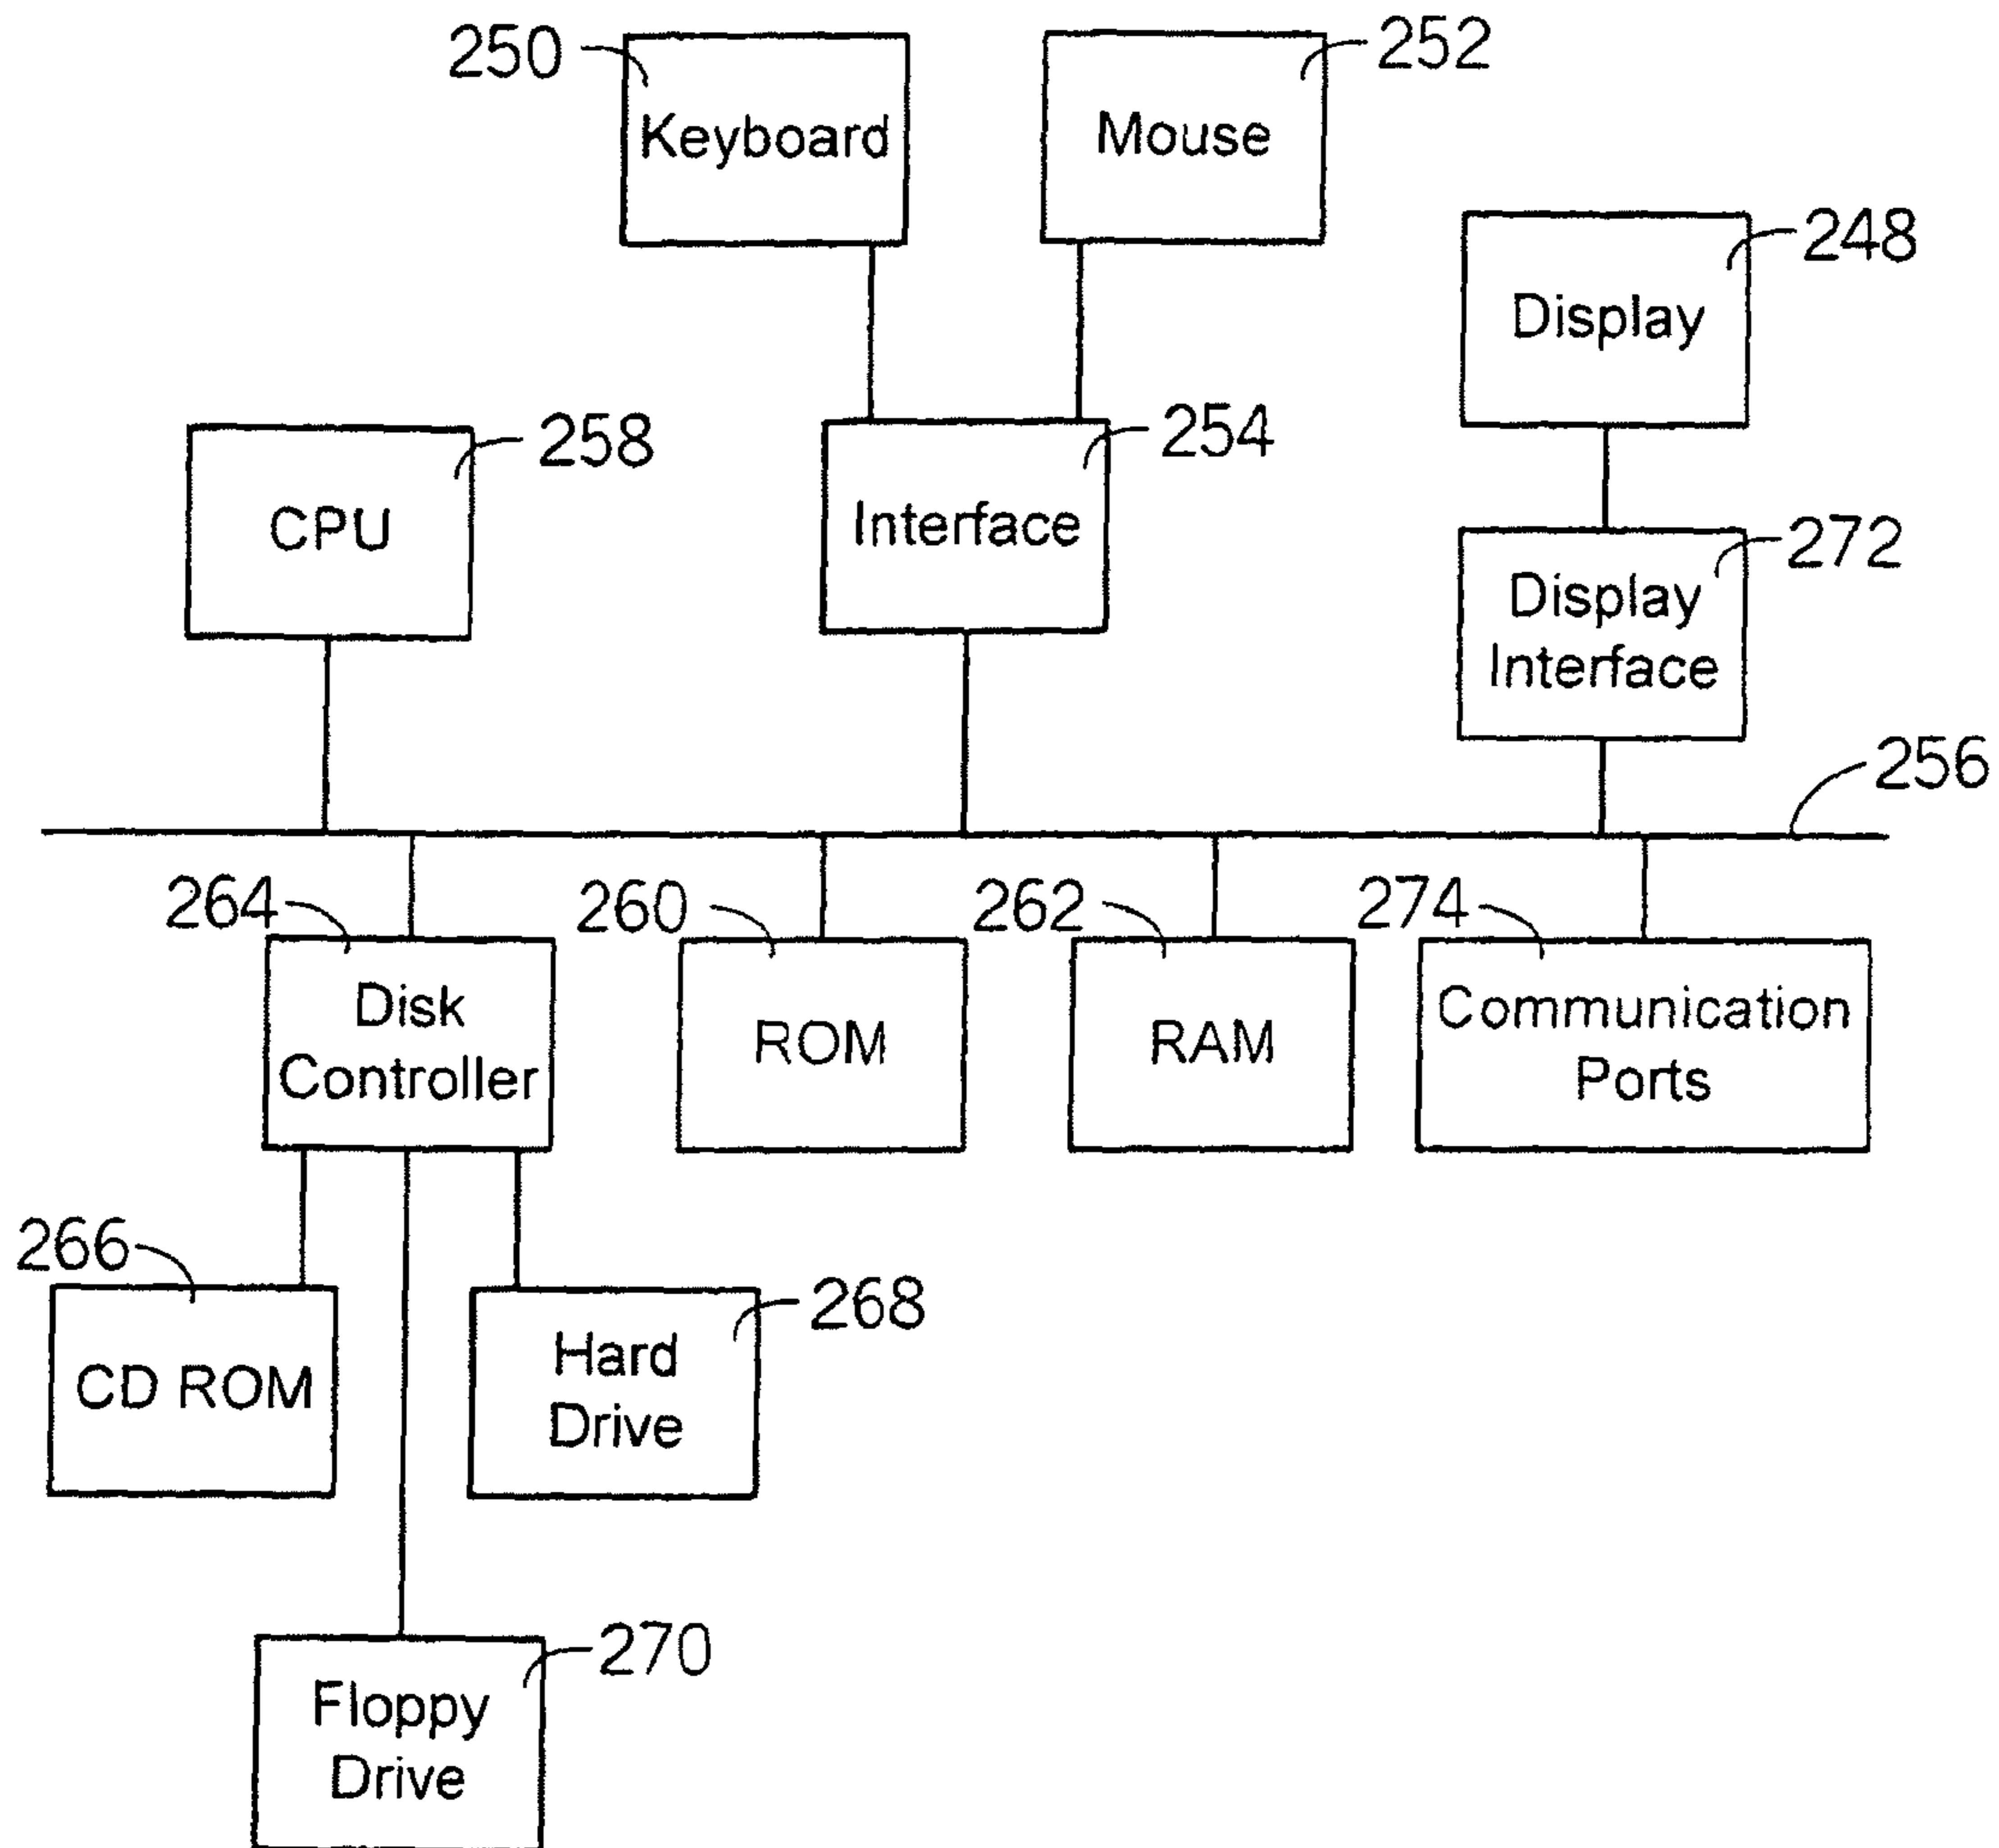 250
Keyboard
Mouse
252
Display
248
CPU
258
Interface
254
Display
Interface
272
256
264
Disk
Controller
260
ROM
262
RAM
274
Communication
Ports
266
CD ROM
Hard
Drive
268
Floppy
Drive
270